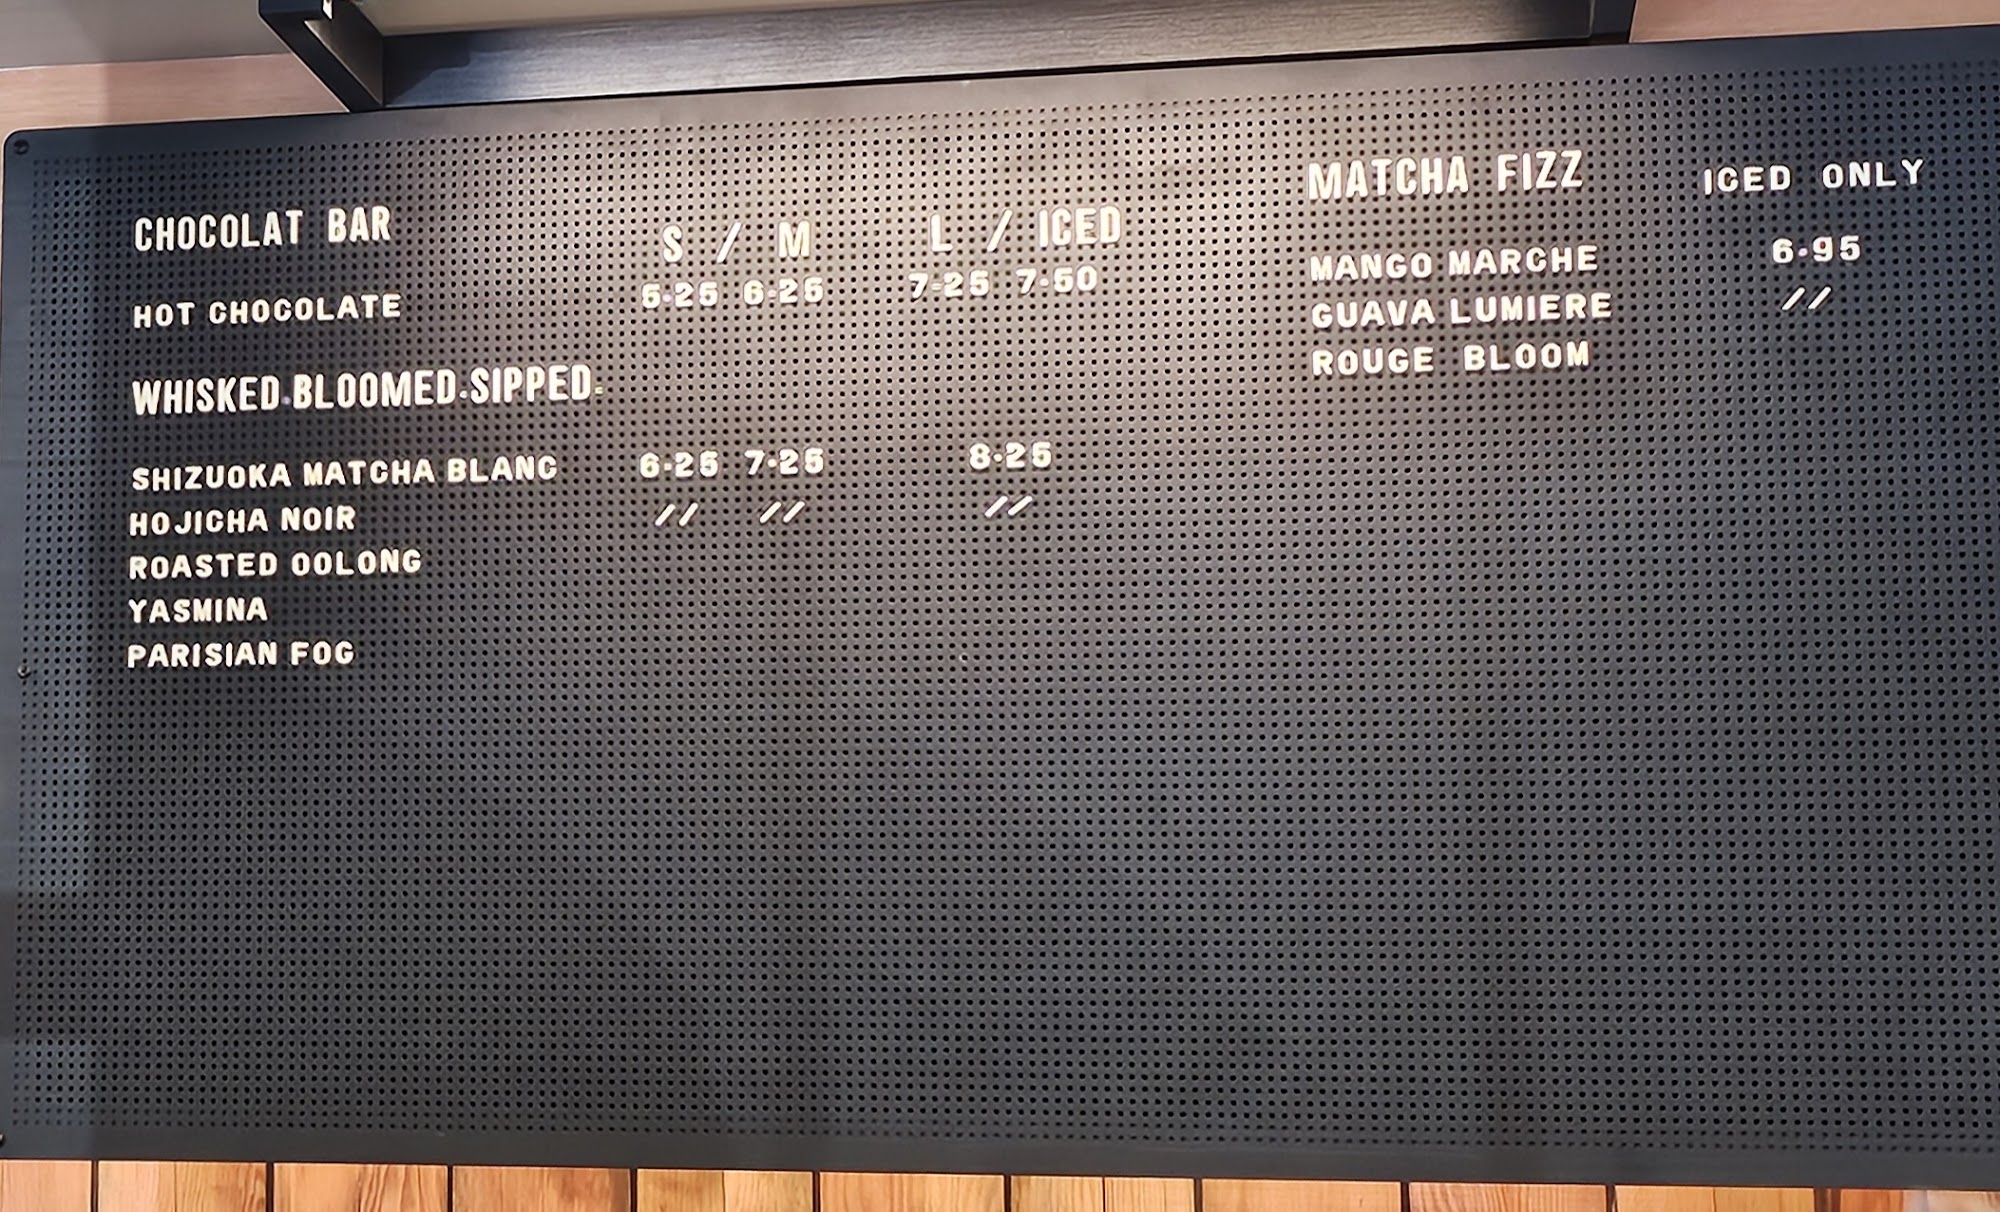 CHOCOLAT BAR S / M L / ICED
HOT CHOCOLATE 5·25 6·25 7·25 7·50
WHISKED·BLOOMED·SIPPED·
SHIZUOKA MATCHA BLANC 6·25 7·25 8·25
HOJICHA NOIR // // //
ROASTED OOLONG
YASMINA
PARISIAN FOG
MATCHA FIZZ ICED ONLY
MANGO MARCHE 6·95
GUAVA LUMIERE //
ROUGE BLOOM